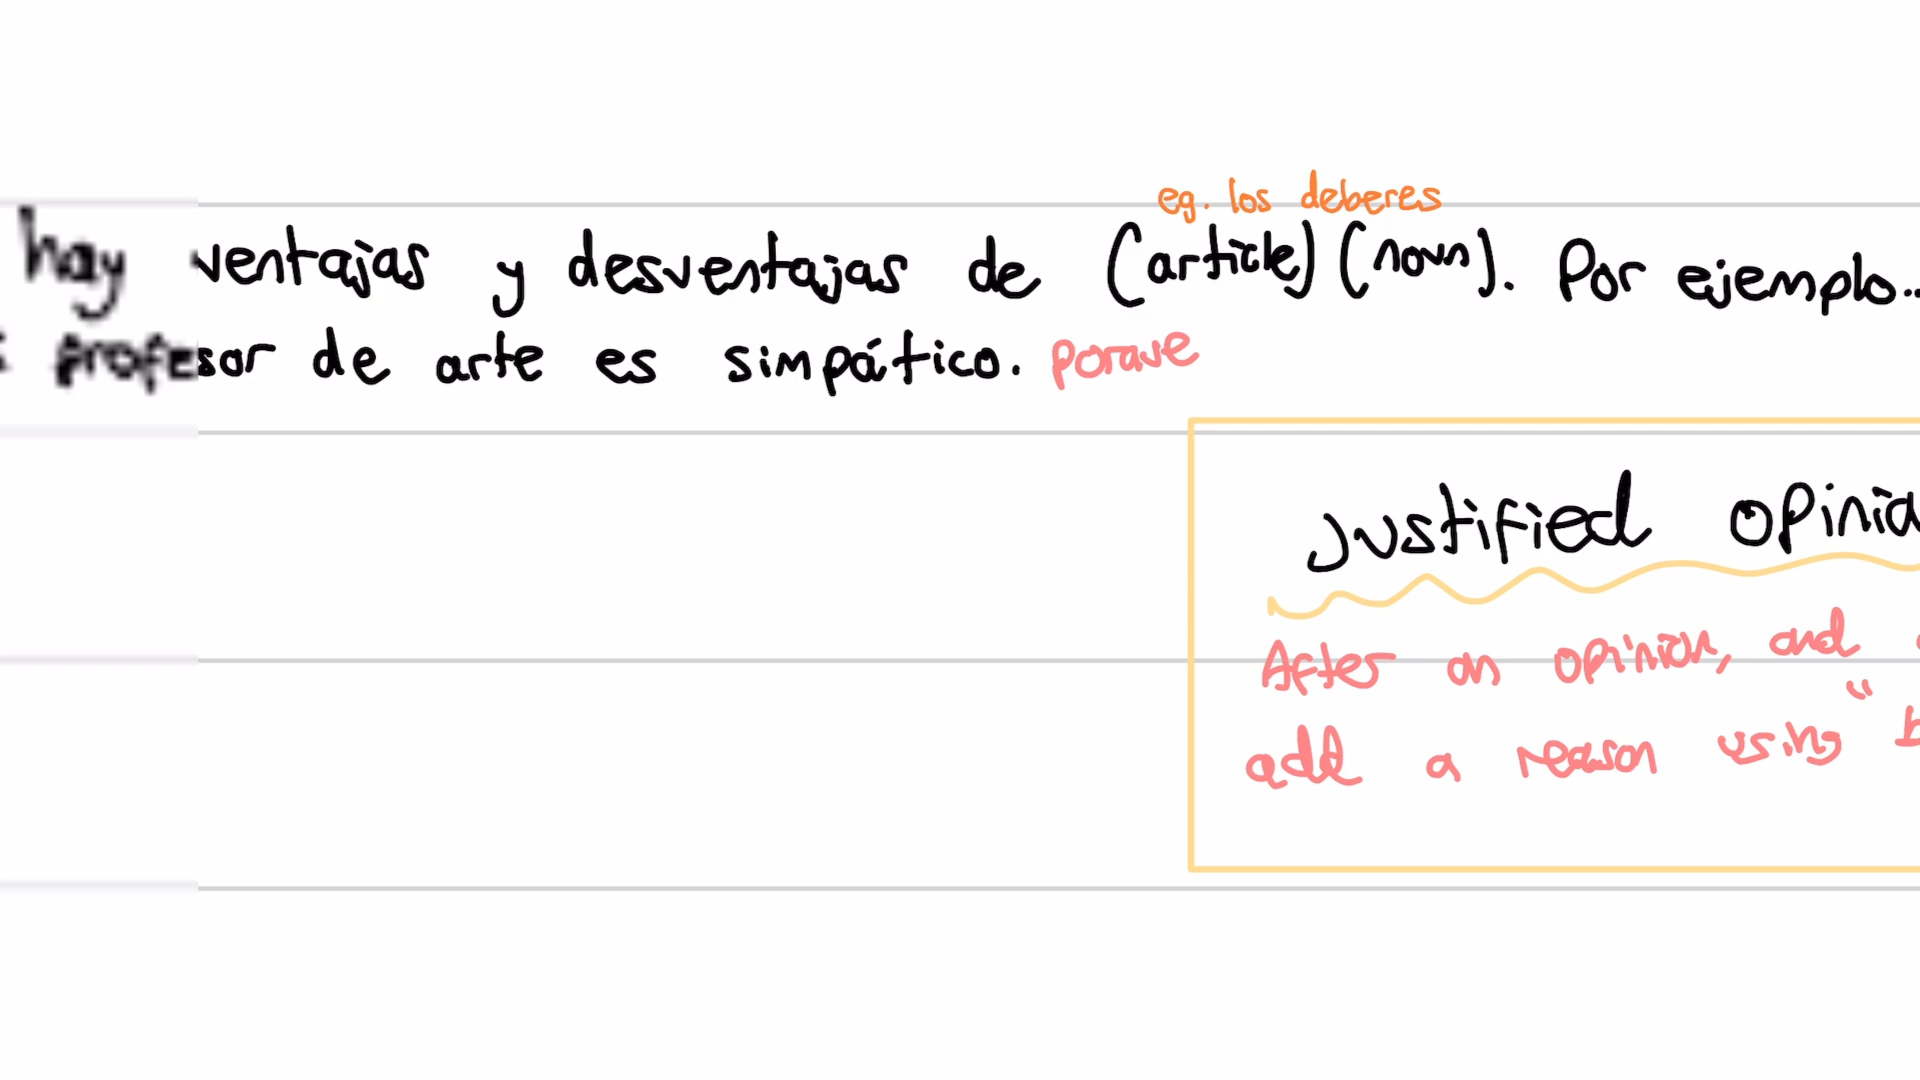 eg. los deberes
hay ventajas y desventajas de (article) (noun). Por ejemplo...
profesor de arte es simpático. porque
Justified opinio
After an opinion, and
add a reason using "b